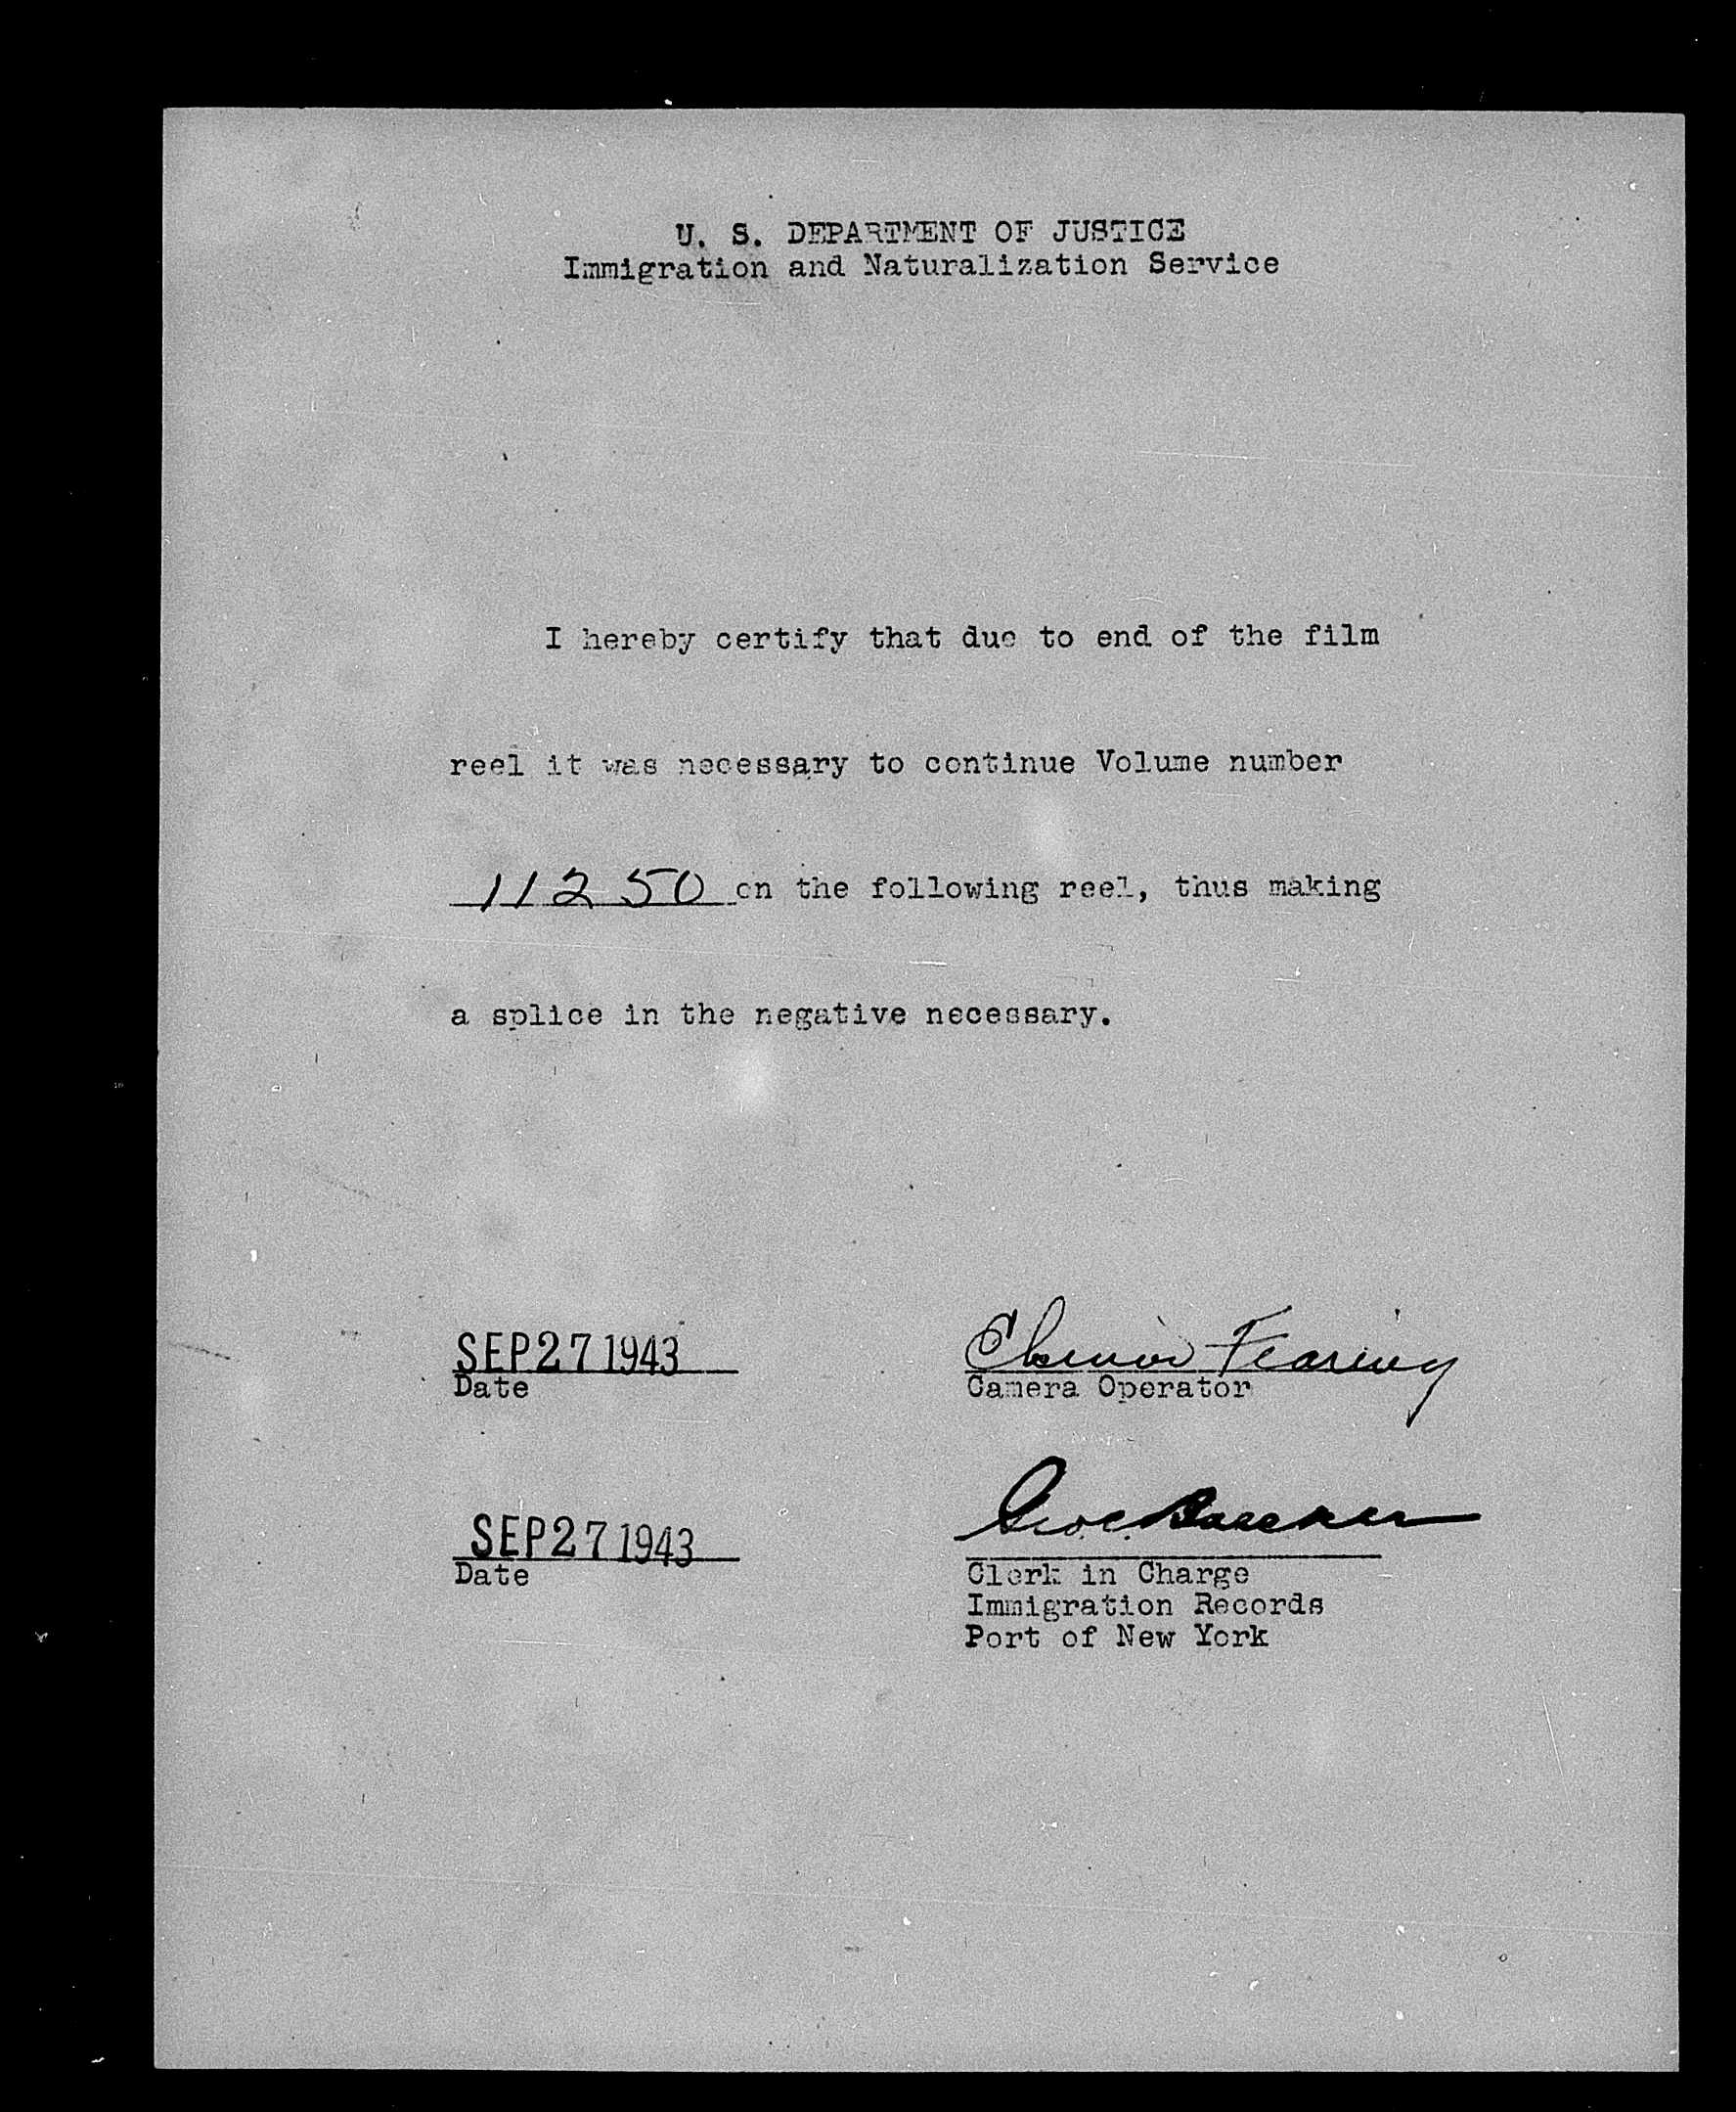 U. S. DEPARTMENT OF JUSTICE
Immigration and Naturalization Service
I hereby certify that due to end of the film
reel it was necessary to continue Volume number
11250 on the following reel, thus making
a splice in the negative necessary.
SEP 27 1943
Date
Fearing
Camera Operator
SEP 27 1943
Date
Geo.
Clerk in Charge
Immigration Records
Port of New York